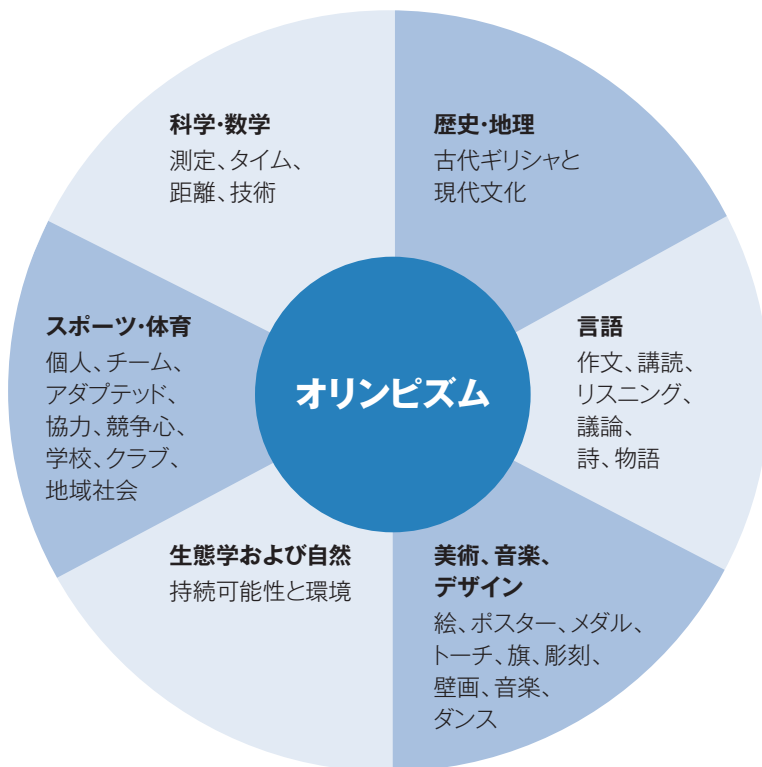 科学・数学
測定、タイム、
距離、技術
歴史・地理
古代ギリシャと
現代文化
スポーツ・体育
個人、チーム、
アダプテッド、
協力、競争心、
学校、クラブ、
地域社会
オリンピズム
言語
作文、講読、
リスニング、
議論、
詩、物語
生態学および自然
持続可能性と環境
美術、音楽、
デザイン
絵、ポスター、メダル、
トーチ、旗、彫刻、
壁画、音楽、
ダンス